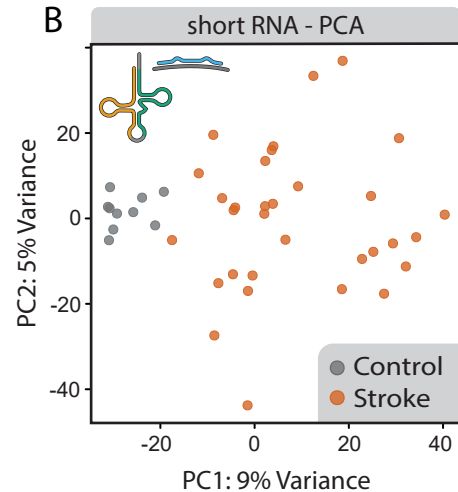 B
short RNA - PCA
PC2: 5% Variance
20
0
-20
-40
Control
Stroke
-20 0 20 40
PC1: 9% Variance